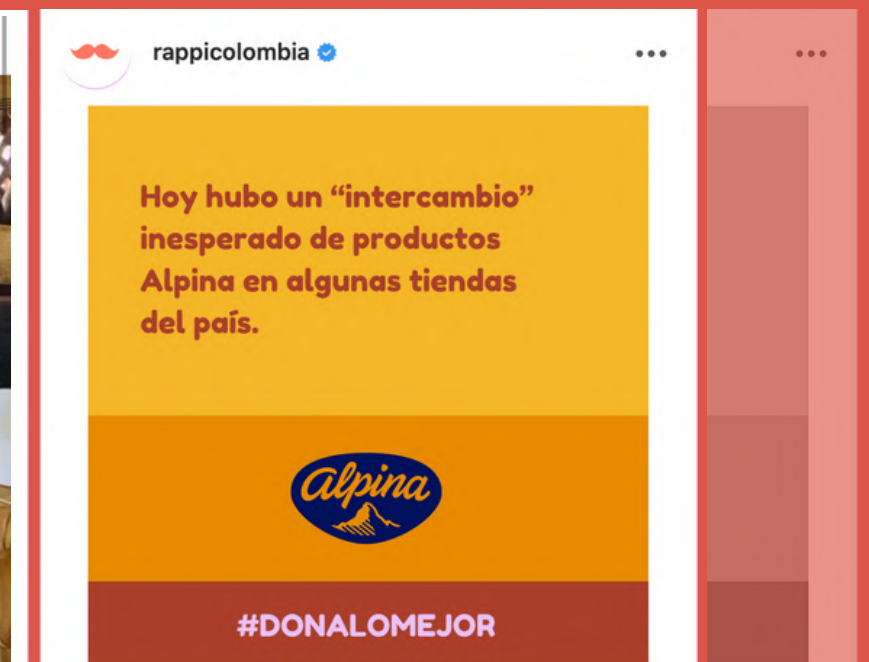 rappicolombia
Hoy hubo un “intercambio”
inesperado de productos
Alpina en algunas tiendas
del país.
alpina
#DONALOMEJOR